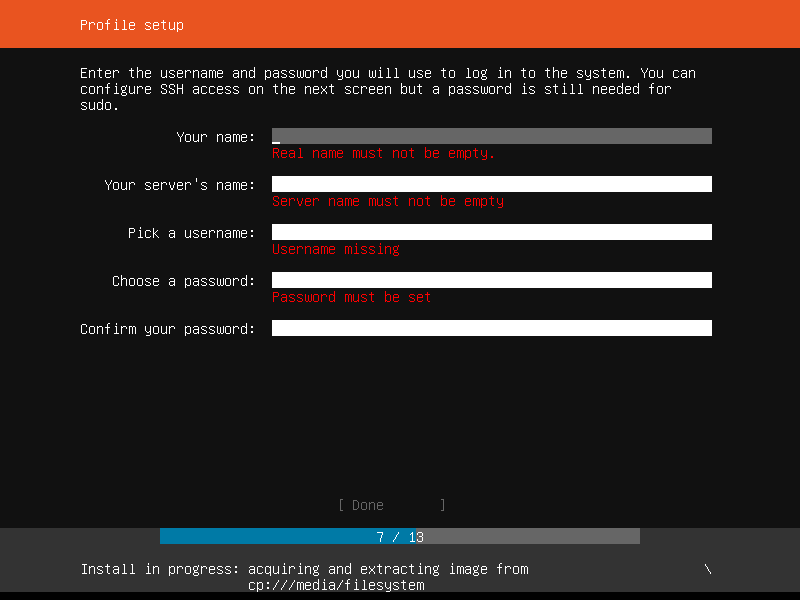 Profile setup
Enter the username and password you will use to log in to the system. You can
configure SSH access on the next screen but a password is still needed for
sudo.
Your name:
Real name must not be empty.
Your server's name:
Server name must not be empty
Pick a username:
Username missing
Choose a password:
Password must be set
Confirm your password:
[ Done ]
7 / 13
Install in progress: acquiring and extracting image from \
cp:///media/filesystem